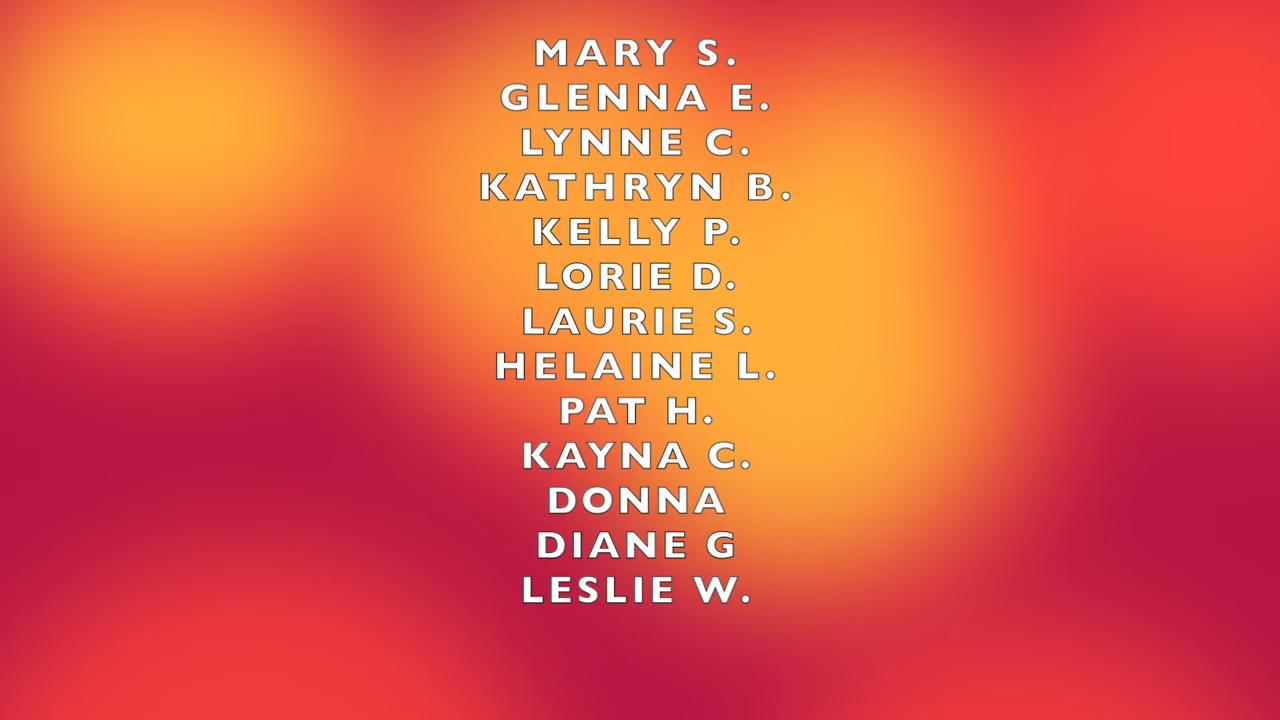 MARY S.
GLENNA E.
LYNNE C.
KATHRYN B.
KELLY P.
LORIE D.
LAURIE S.
HELAINE L.
PAT H.
KAYNA C.
DONNA
DIANE G
LESLIE W.